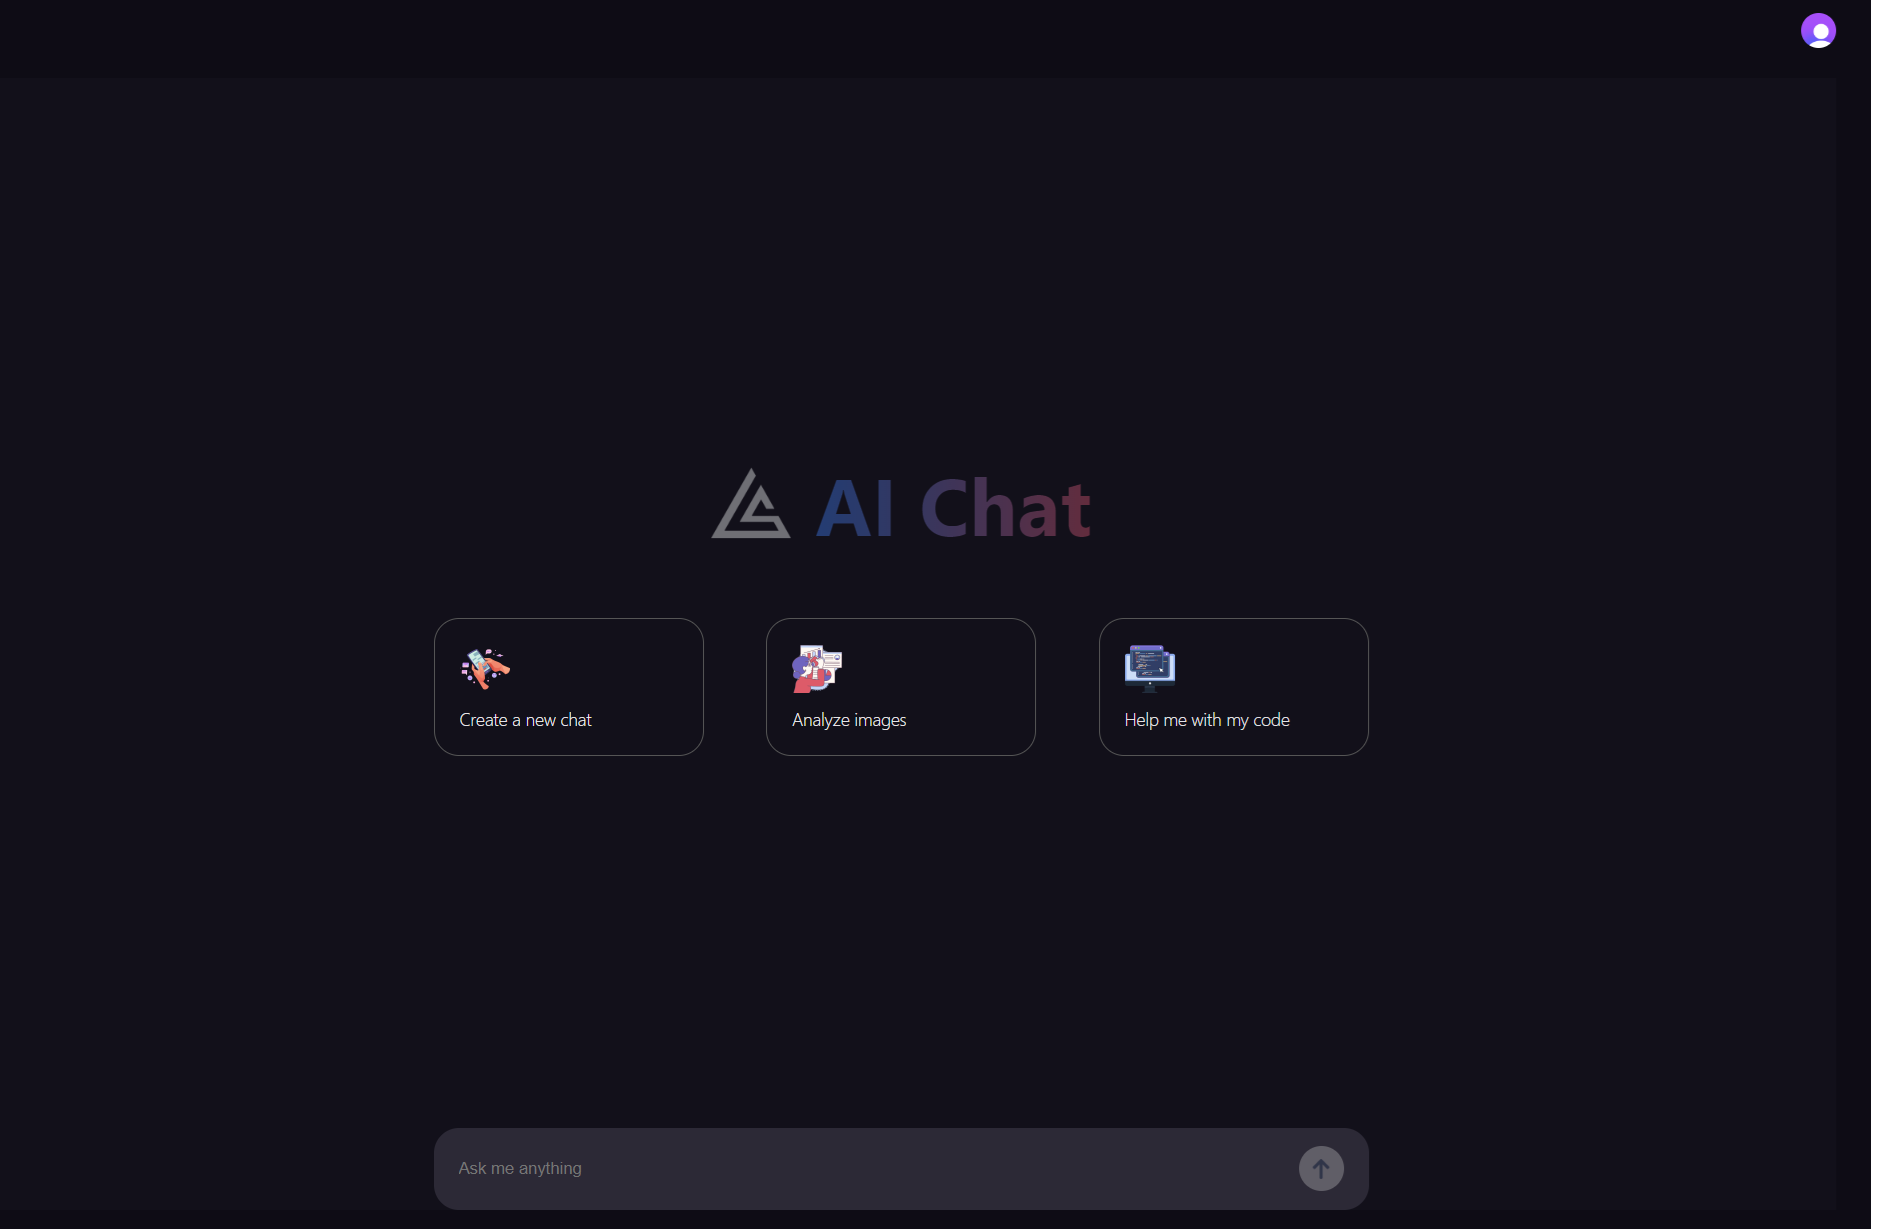 AI Chat
Create a new chat
Analyze images
Help me with my code
Ask me anything